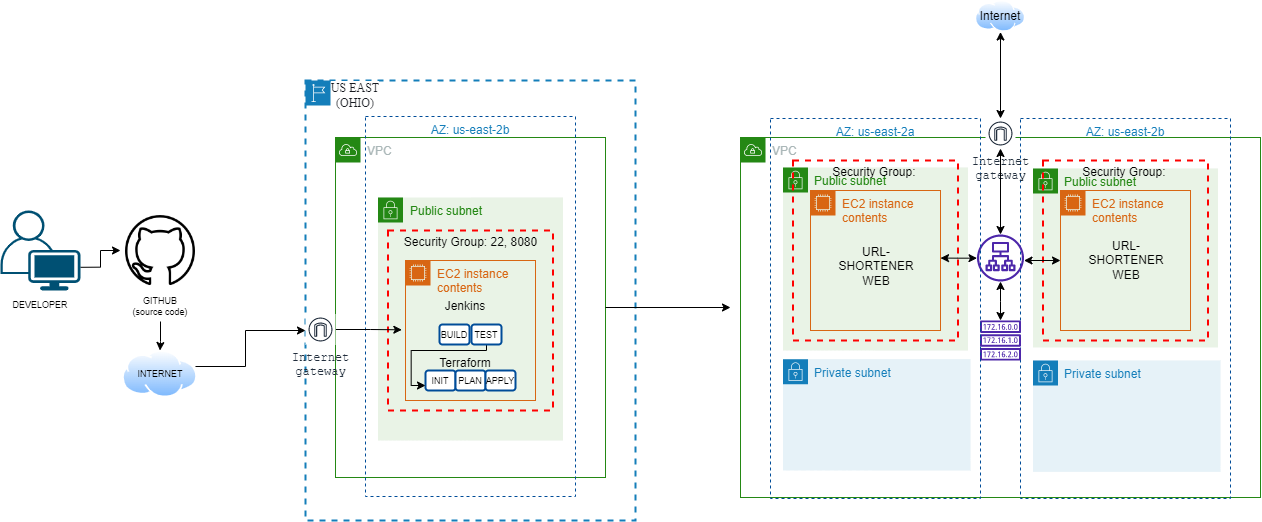 Internet
US EAST
(OHIO)
AZ: us-east-2b
VPC
Public subnet
Security Group: 22, 8080
EC2 instance
contents
Jenkins
BUILD
TEST
Terraform
INIT
PLAN
APPLY
DEVELOPER
GITHUB
(source code)
INTERNET
Internet
gateway
AZ: us-east-2a
AZ: us-east-2b
VPC
Internet
gateway
Security Group:
Public subnet
EC2 instance
contents
URL-
SHORTENER
WEB
Security Group:
Public subnet
EC2 instance
contents
URL-
SHORTENER
WEB
172.16.0.0
172.16.1.0
172.16.2.0
Private subnet
Private subnet